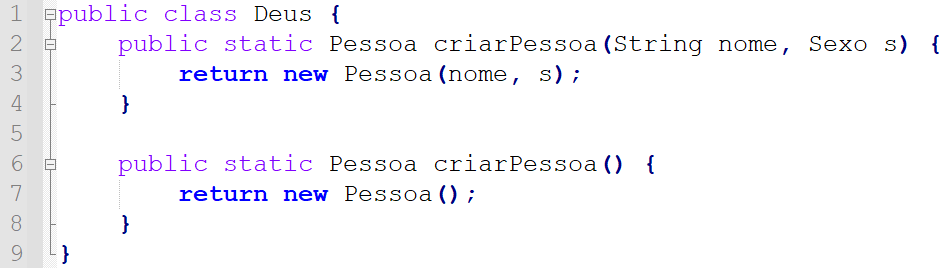 1 public class Deus {
2     public static Pessoa criarPessoa(String nome, Sexo s) {
3         return new Pessoa(nome, s);
4     }
5
6     public static Pessoa criarPessoa() {
7         return new Pessoa();
8     }
9 }